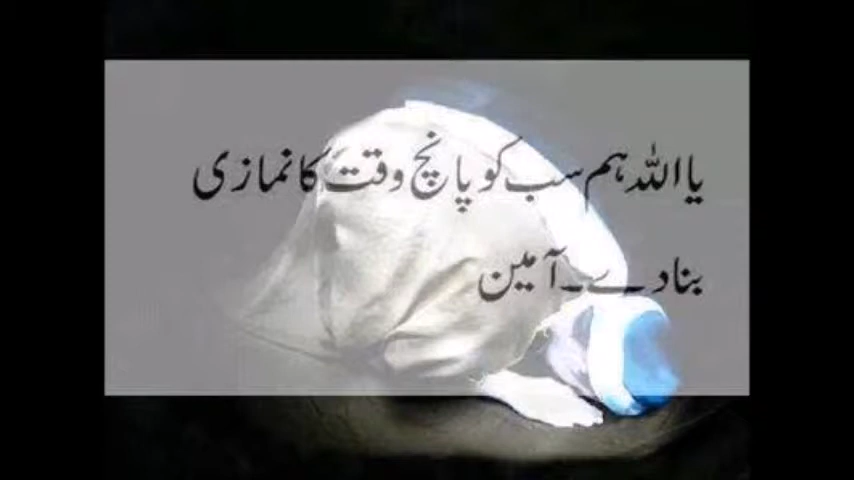 یا اللہ ہم سب کو پانچ وقت کا نمازی
بنا دے۔ آمین